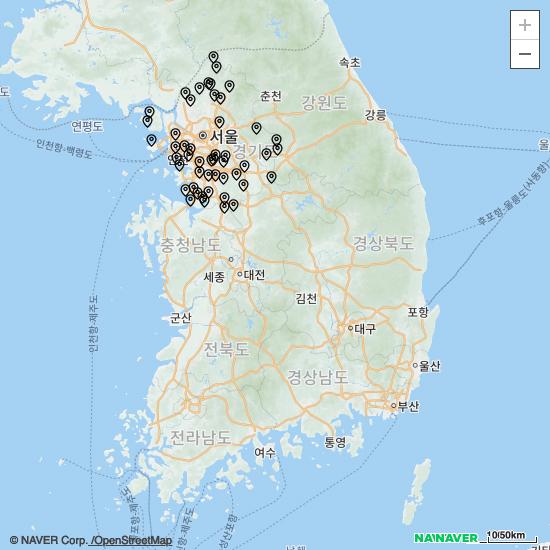 +
−
속초
춘천
강원도
강릉
연평도
서울
인천항-백령도
경기
울
후포항-울릉도(사동항)
충청남도
경상북도
세종
대전
인천항-제주도
김천
군산
포항
대구
전라북도
울산
경상남도
부산
전라남도
통영
여수
© NAVER Corp. /OpenStreetMap
NAVER
10/50km